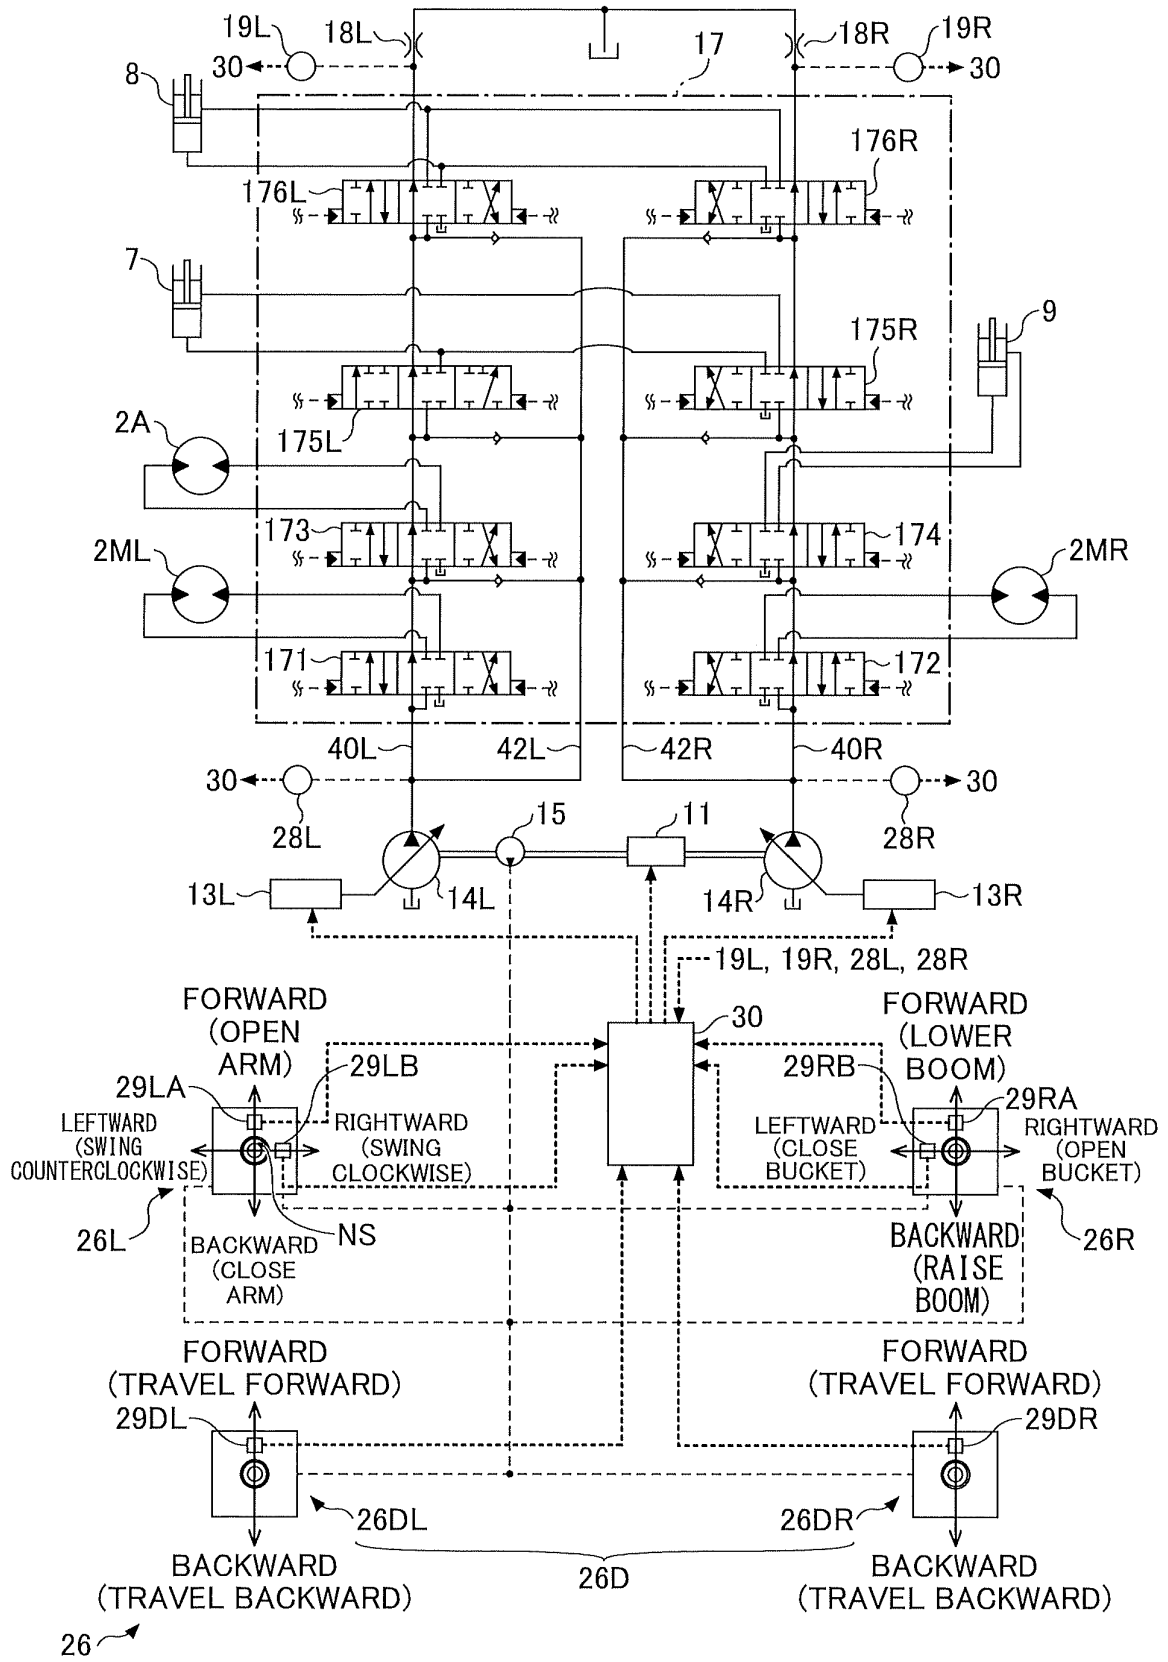 19L
18L
18R
19R
30
17
30
8
176R
176L
7
175R
9
2A
175L
173
174
2ML
2MR
171
172
40L
42L
42R
40R
30
30
28L
15
11
28R
13L
14L
14R
13R
19L, 19R, 28L, 28R
FORWARD
(OPEN
ARM)
30
FORWARD
(LOWER
BOOM)
29LB
29RB
29LA
29RA
LEFTWARD
(SWING
COUNTERCLOCKWISE)
RIGHTWARD
(SWING
CLOCKWISE)
LEFTWARD
(CLOSE
BUCKET)
RIGHTWARD
(OPEN
BUCKET)
26L
NS
26R
BACKWARD
(CLOSE
ARM)
BACKWARD
(RAISE
BOOM)
FORWARD
(TRAVEL FORWARD)
FORWARD
(TRAVEL FORWARD)
29DL
29DR
26DL
26DR
26D
BACKWARD
(TRAVEL BACKWARD)
BACKWARD
(TRAVEL BACKWARD)
26